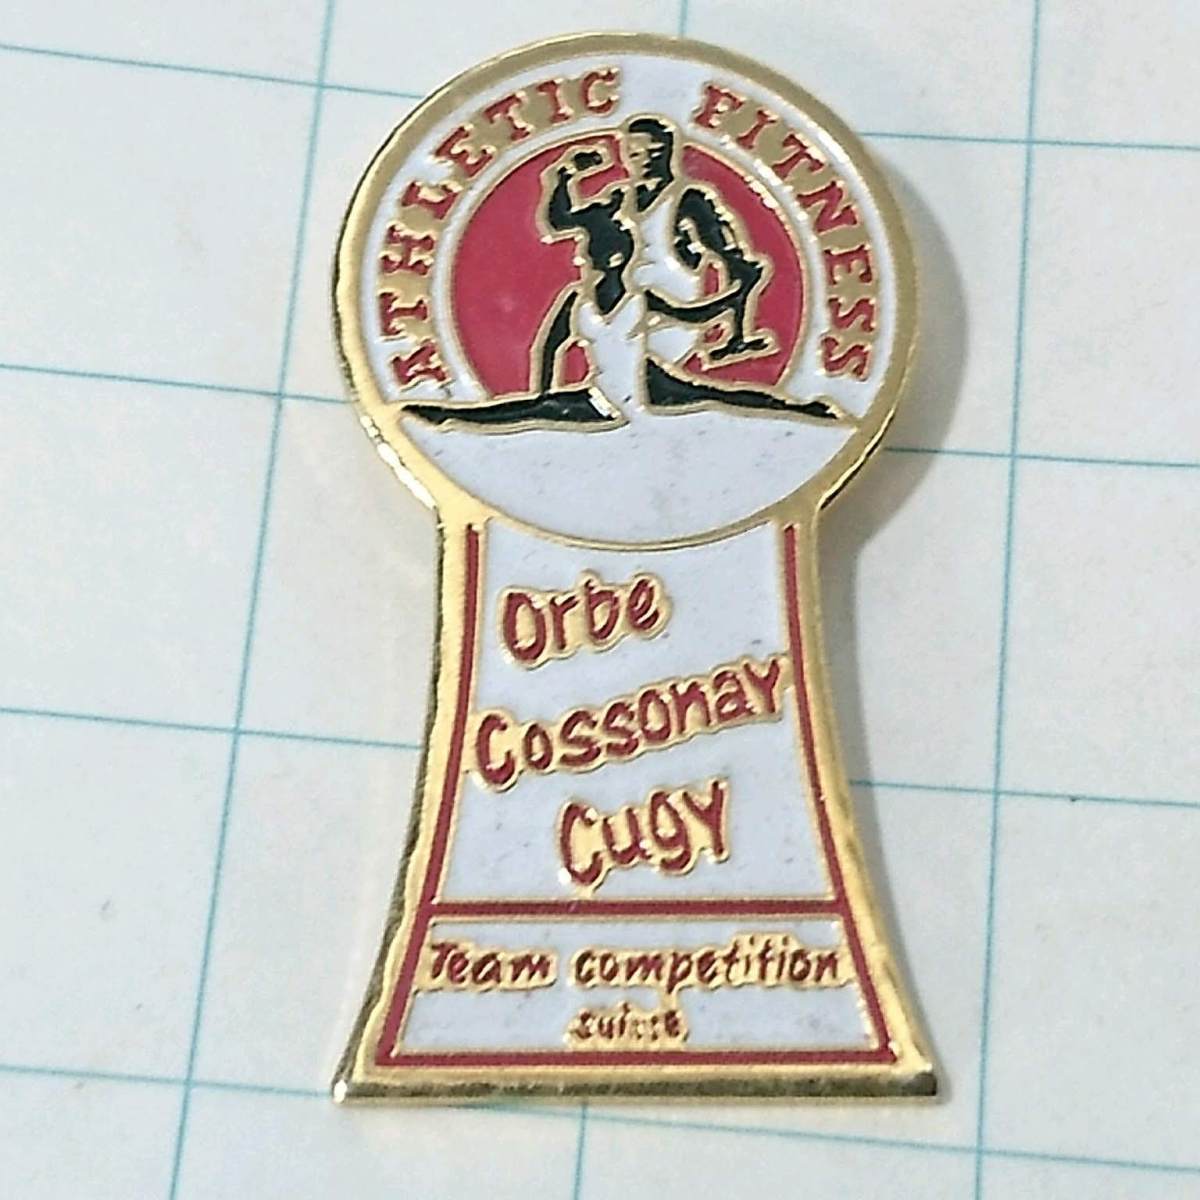 ATHLETIC FITNESS
Orbe
Cossonay
Cugy
Team competition
suisse